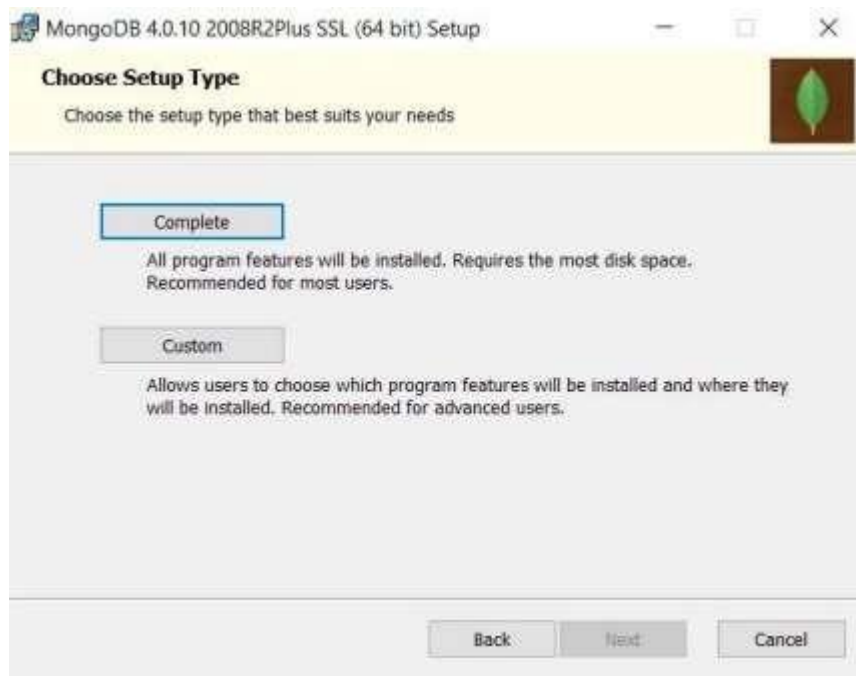 MongoDB 4.0.10 2008R2Plus SSL (64 bit) Setup
Choose Setup Type
Choose the setup type that best suits your needs
Complete
All program features will be installed. Requires the most disk space.
Recommended for most users.
Custom
Allows users to choose which program features will be installed and where they
will be installed. Recommended for advanced users.
Back Next Cancel